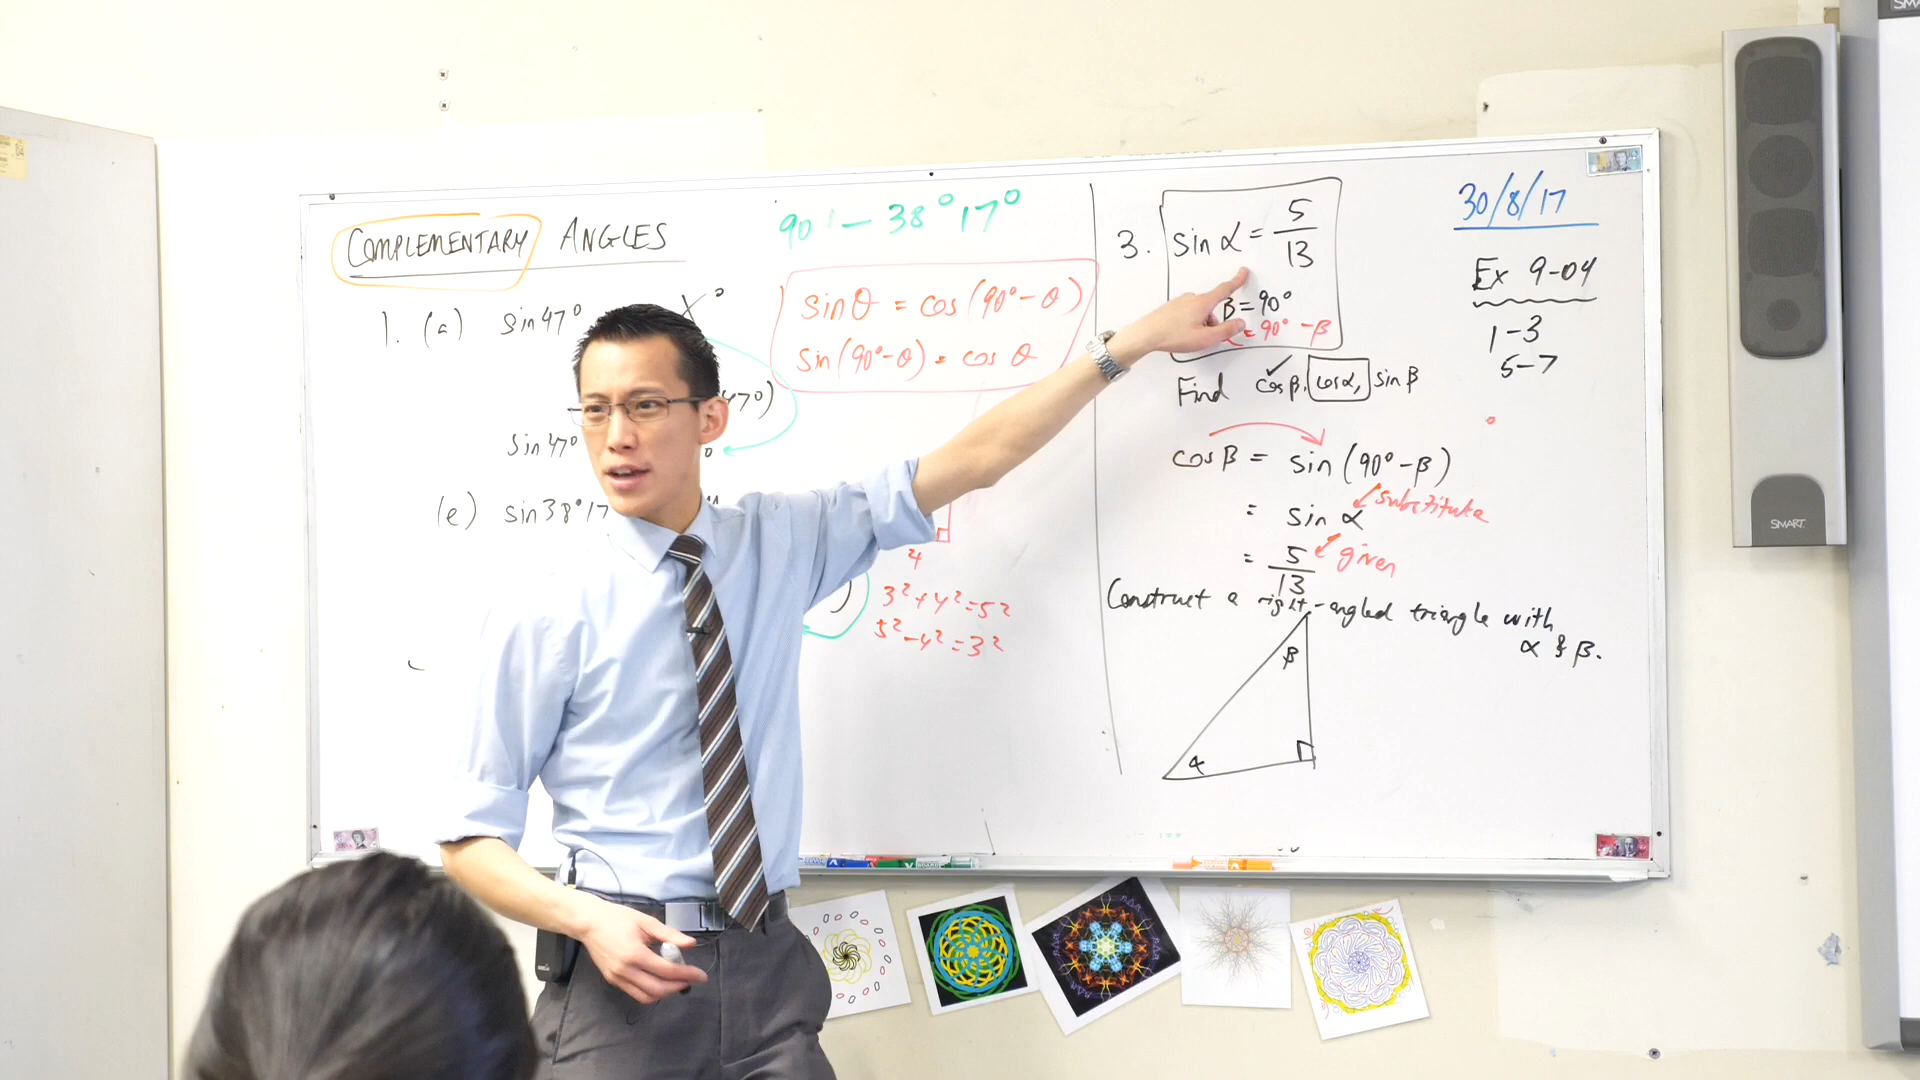 COMPLEMENTARY ANGLES
1. (a) sin 47°
x°
47°)
sin 47°
(e) sin 38°17
90° - 38°17°
sin θ = cos (90° - θ)
sin (90° - θ) = cos θ
4
3² + 4² = 5²
5² - 4² = 3²
3. sin α = 5/13
β = 90°
= 90° - β
Find cos β, cos α, sin β
cos β = sin (90° - β)
= sin α substitute
= 5/13 given
Construct a right-angled triangle with
α & β.
β
α
30/8/17
Ex 9-04
1-3
5-7
SMART